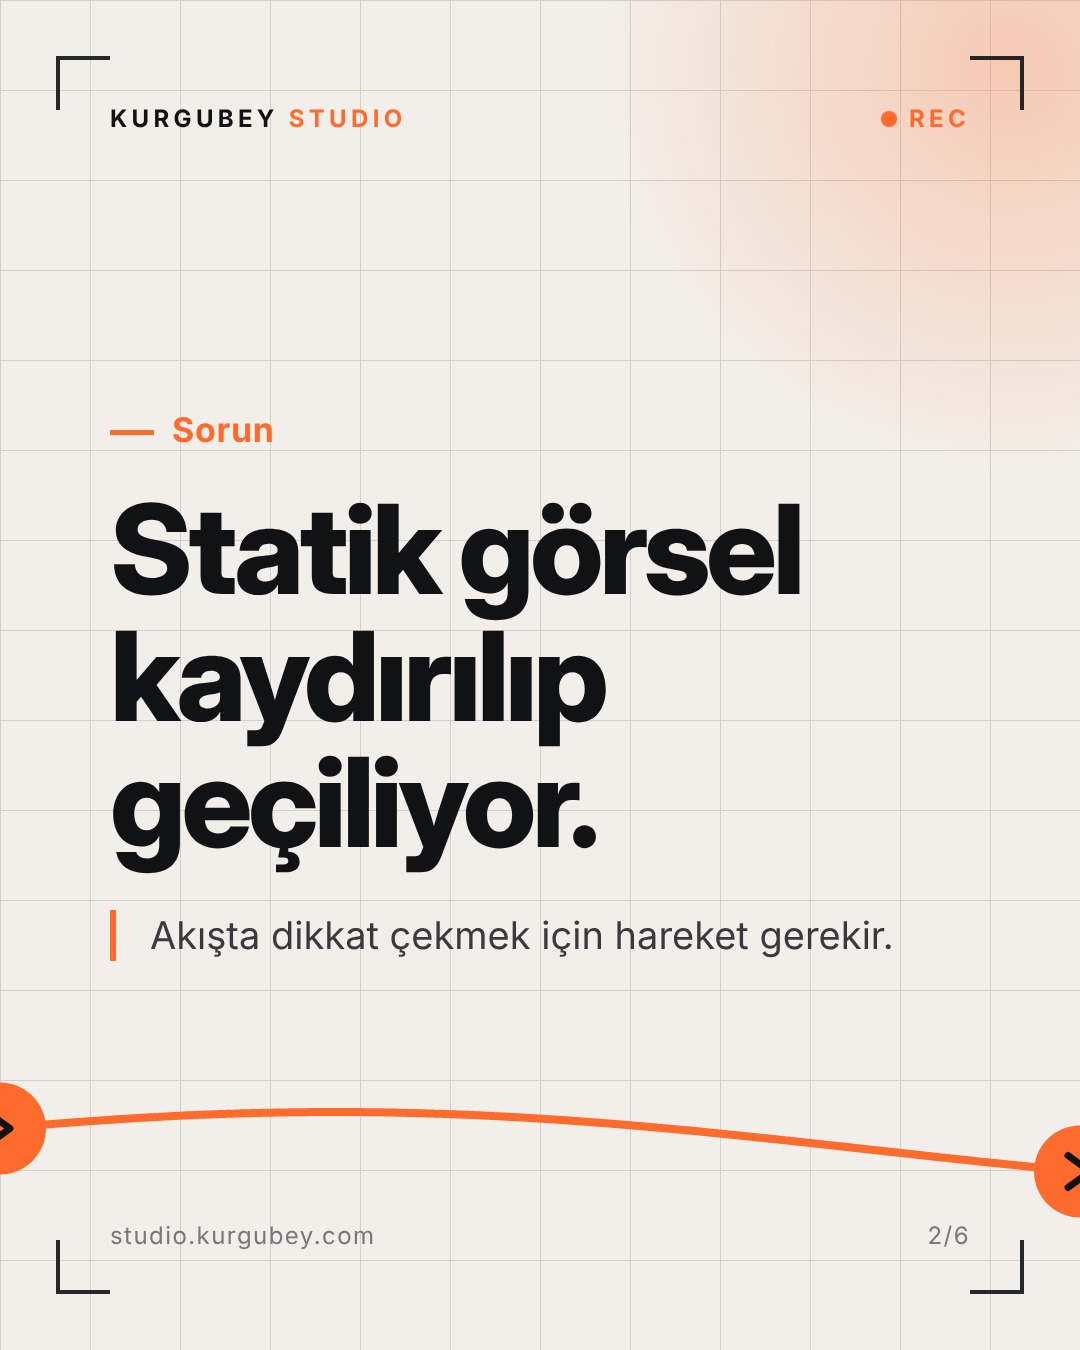 KURGUBEY STUDIO
REC
Sorun
Statik görsel
kaydırılıp
geçiliyor.
Akışta dikkat çekmek için hareket gerekir.
studio.kurgubey.com
2/6